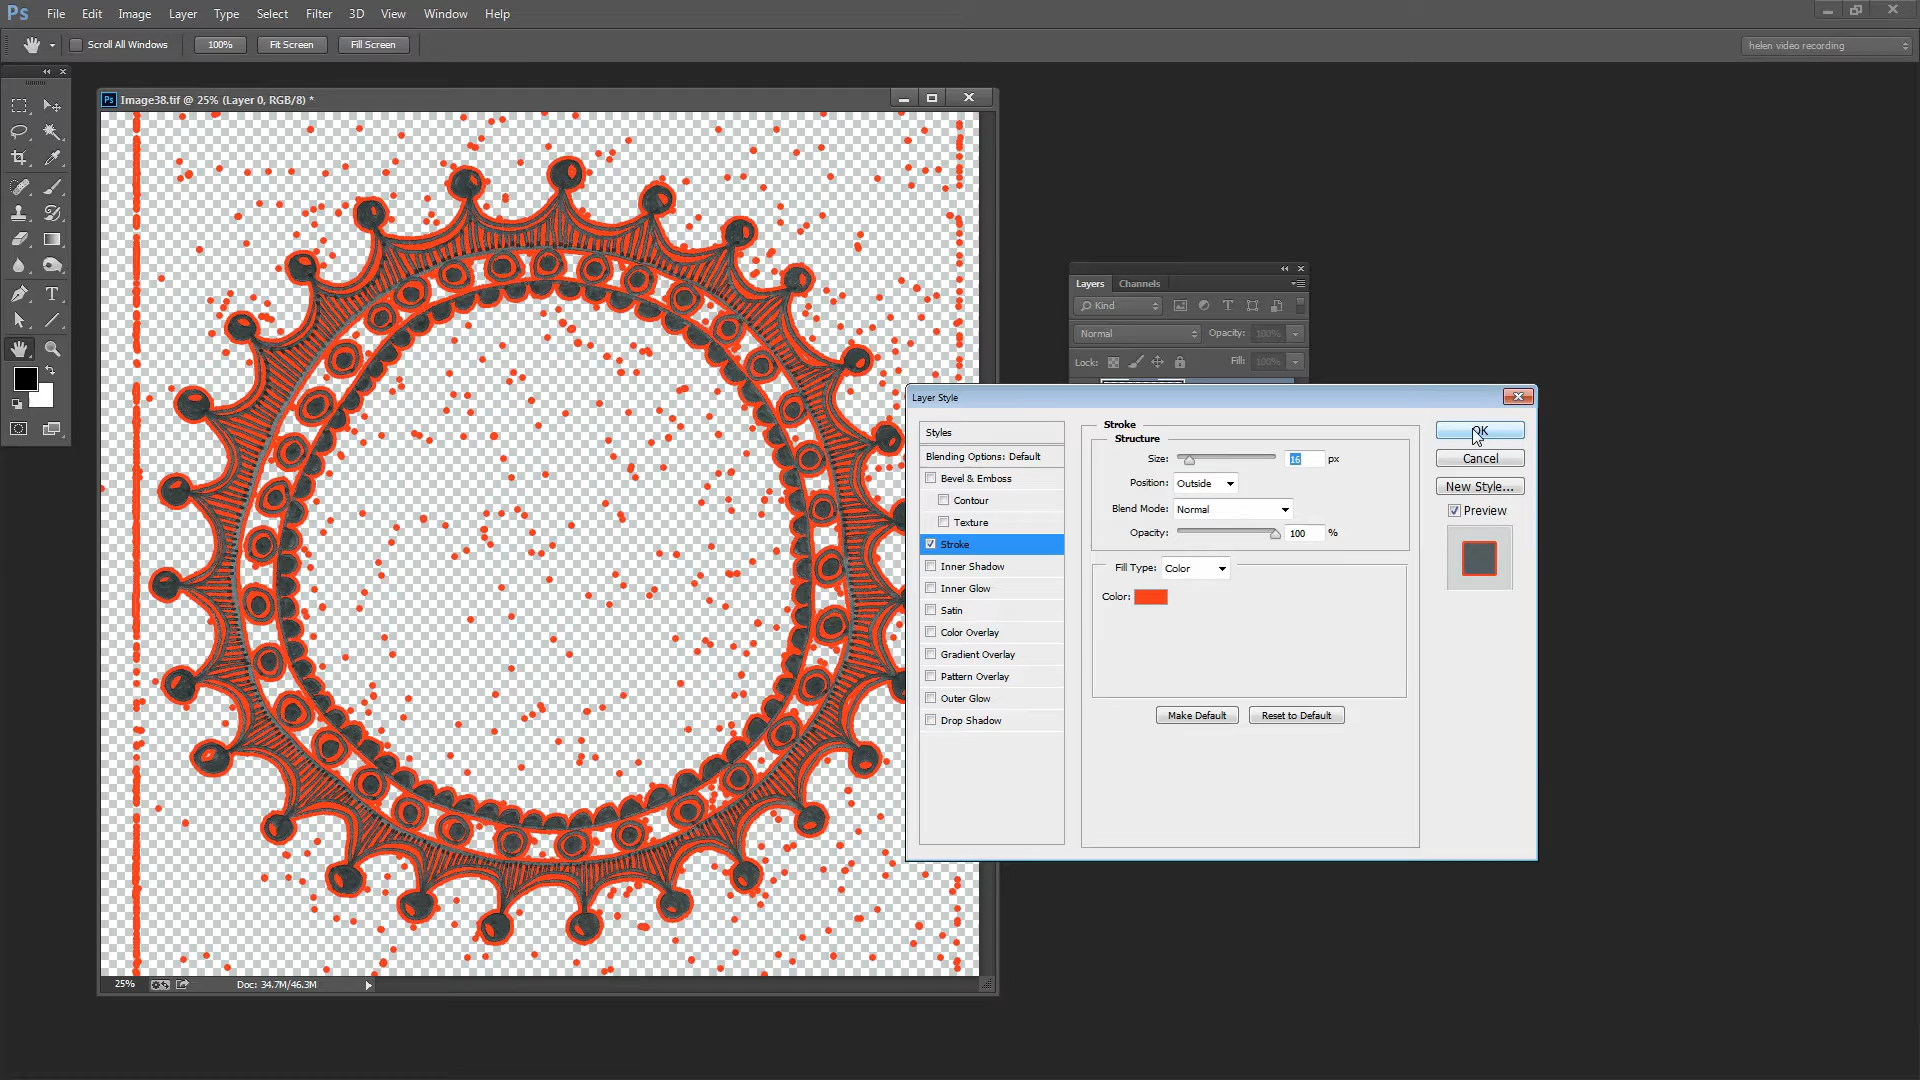 Ps File Edit Image Layer Type Select Filter 3D View Window Help
Scroll All Windows 100% Fit Screen Fill Screen helen video recording
Ps Image38.tif @ 25% (Layer 0, RGB/8) *
Layers Channels
Kind
Normal Opacity: 100%
Lock: Fill: 100%
Layer Style
Styles
Blending Options: Default
Bevel & Emboss
Contour
Texture
Stroke
Inner Shadow
Inner Glow
Satin
Color Overlay
Gradient Overlay
Pattern Overlay
Outer Glow
Drop Shadow
Stroke
Structure
Size: 16 px
Position: Outside
Blend Mode: Normal
Opacity: 100 %
Fill Type: Color
Color:
Make Default Reset to Default
OK
Cancel
New Style...
Preview
25% Doc: 34.7M/46.3M